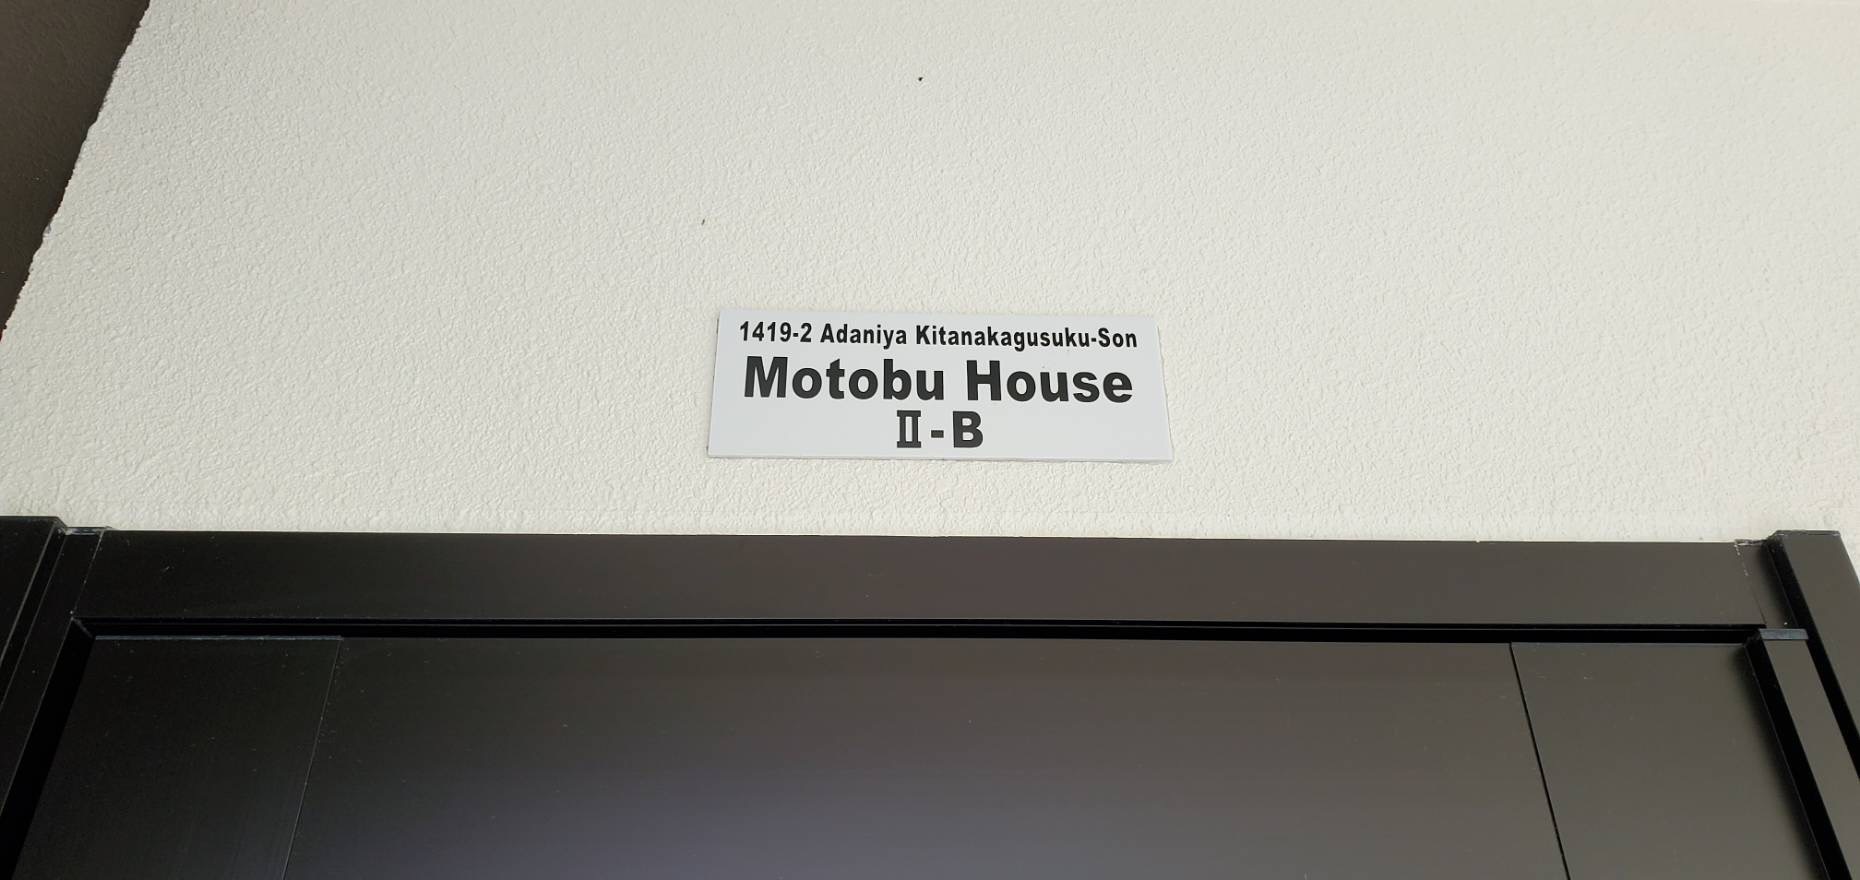 1419-2 Adaniya Kitanakagusuku-Son
Motobu House
Ⅱ-B